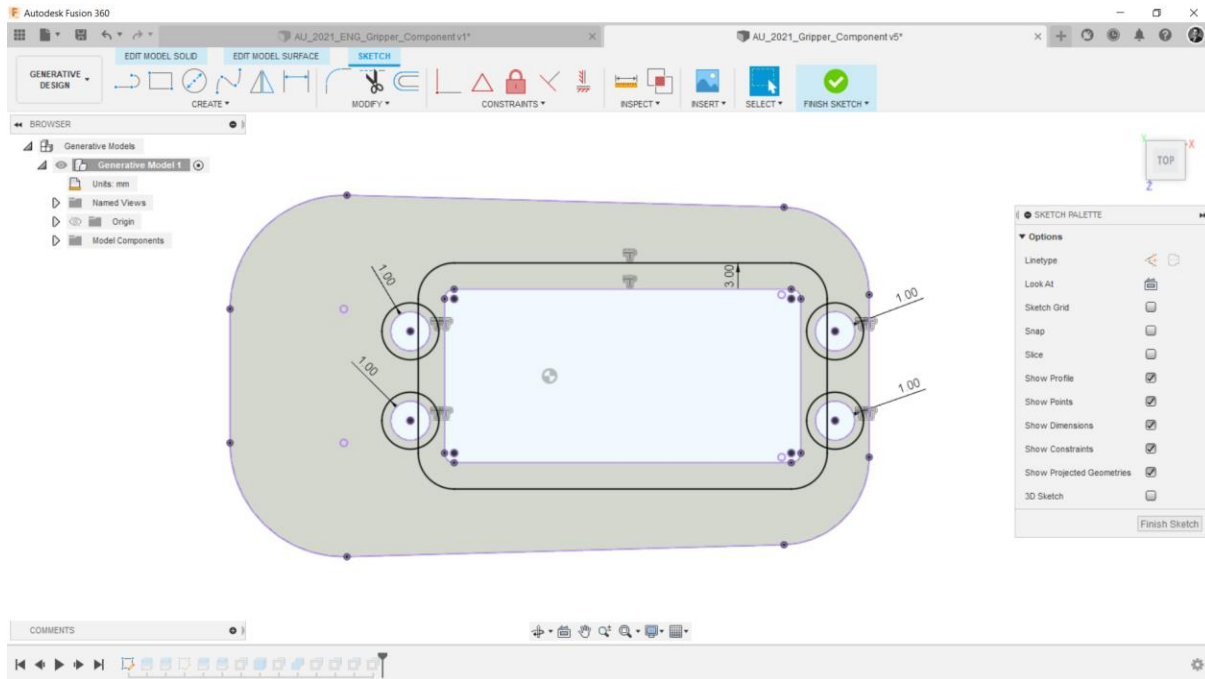 Autodesk Fusion 360
AU_2021_ENG_Gripper_Component v1*
AU_2021_Gripper_Component v5*
EDIT MODEL SOLID
EDIT MODEL SURFACE
SKETCH
GENERATIVE
DESIGN
CREATE
MODIFY
CONSTRAINTS
INSPECT
INSERT
SELECT
FINISH SKETCH
BROWSER
Generative Models
Generative Model 1
Units: mm
Named Views
Origin
Model Components
X
Y
TOP
Z
SKETCH PALETTE
Options
Linetype
Look At
Sketch Grid
Snap
Slice
Show Profile
Show Points
Show Dimensions
Show Constraints
Show Projected Geometries
3D Sketch
Finish Sketch
1.00
3.00
1.00
1.00
1.00
COMMENTS